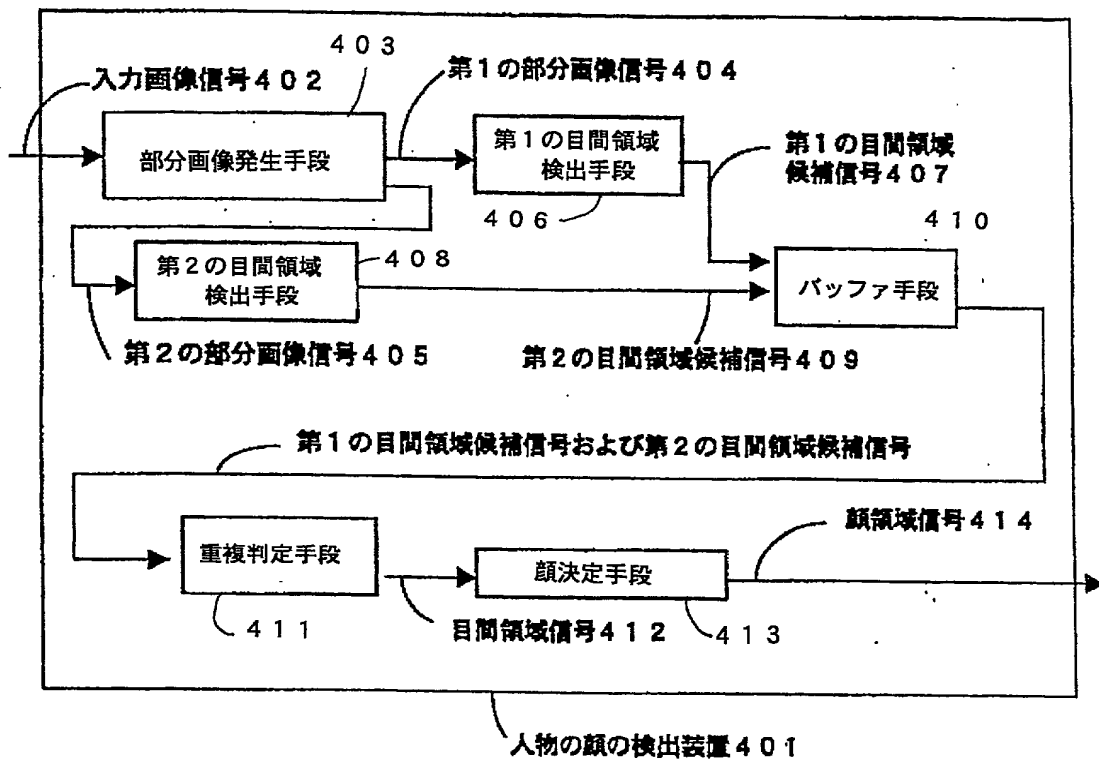 403
入力画像信号402
第1の部分画像信号404
部分画像発生手段
第1の目間領域
検出手段
第1の目間領域
候補信号407
406
410
第2の目間領域
検出手段
408
バッファ手段
第2の部分画像信号405
第2の目間領域候補信号409
第1の目間領域候補信号および第2の目間領域候補信号
顔領域信号414
重複判定手段
顔決定手段
411
目間領域信号412
413
人物の顔の検出装置401